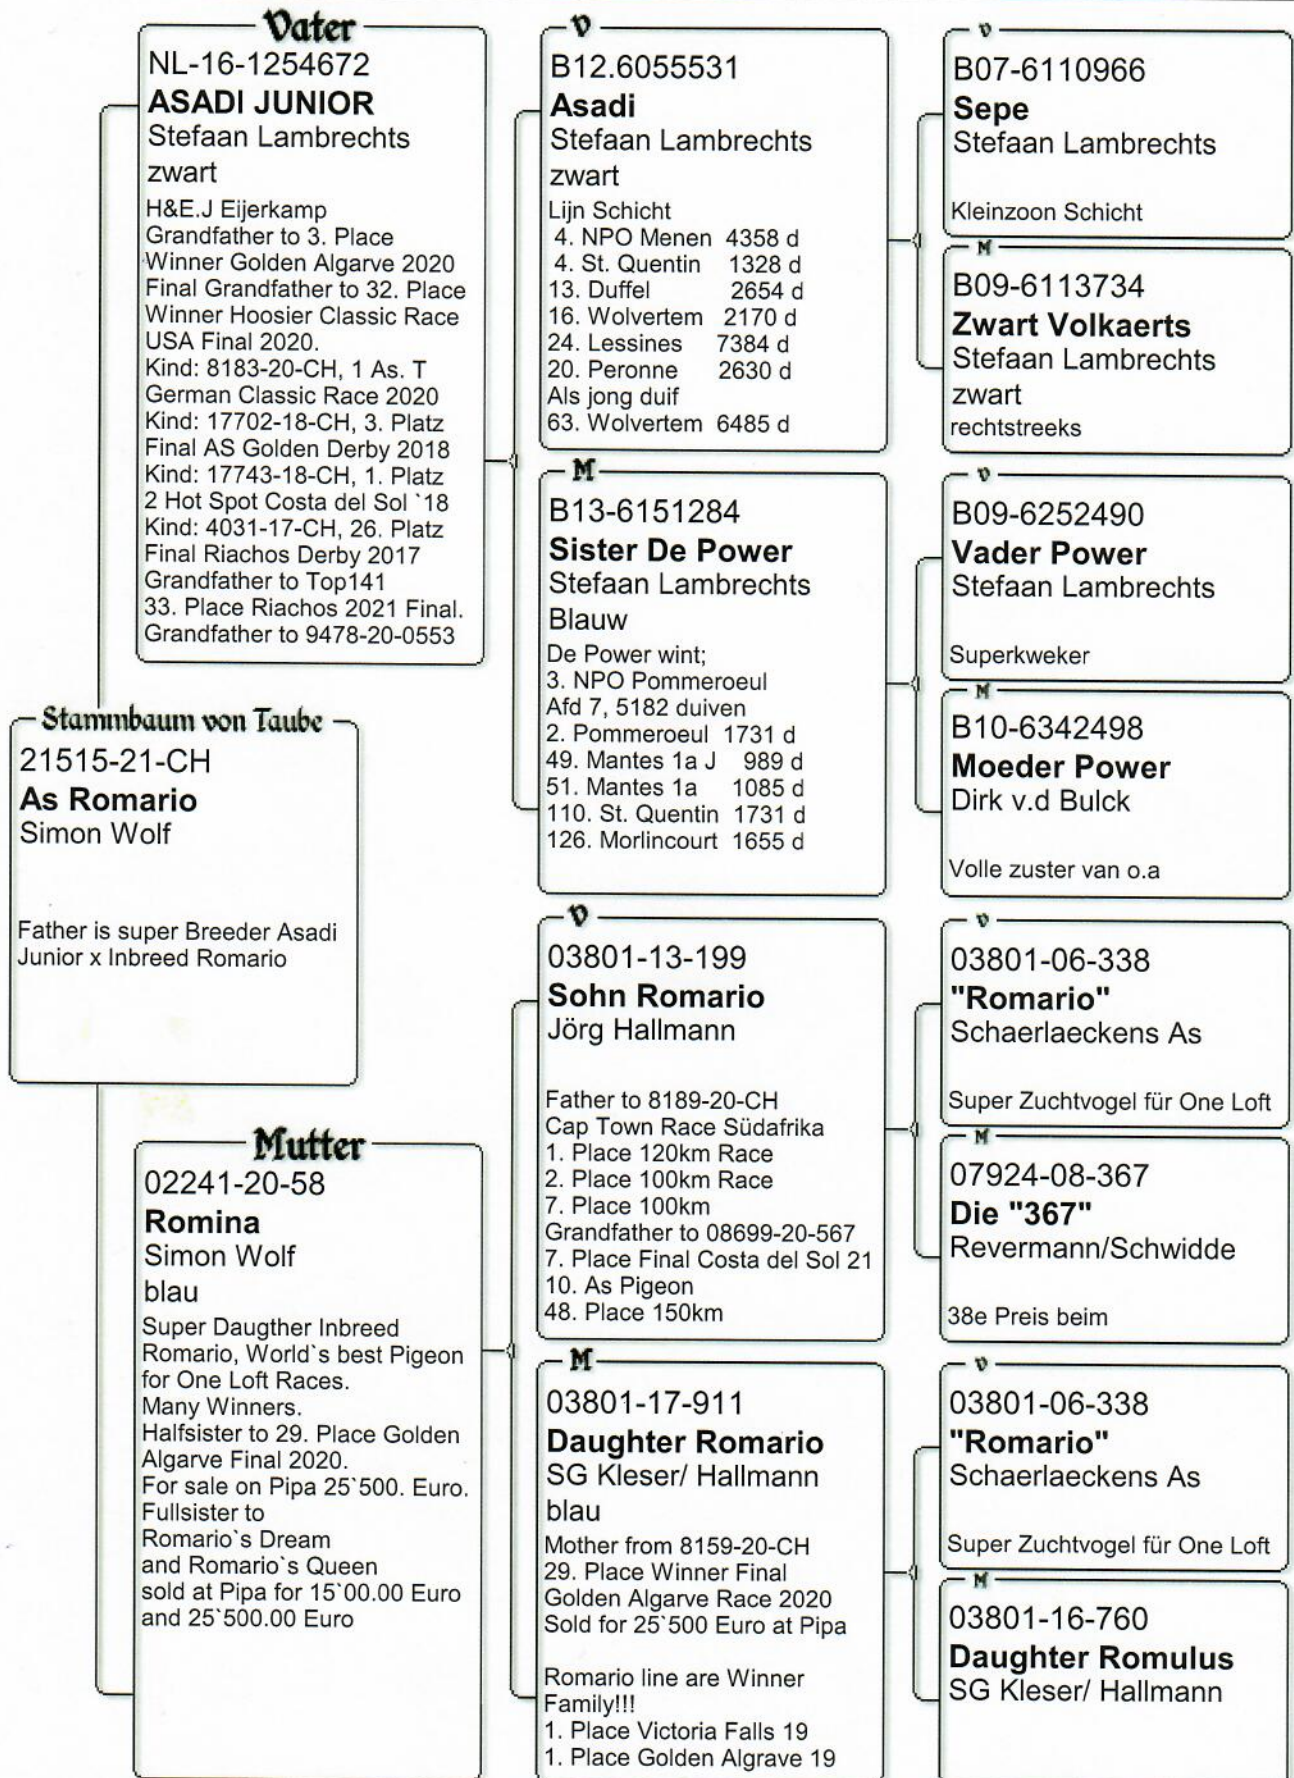 Vater
NL-16-1254672
ASADI JUNIOR
Stefaan Lambrechts
zwart
H&E.J Eijerkamp
Grandfather to 3. Place
Winner Golden Algarve 2020
Final Grandfather to 32. Place
Winner Hoosier Classic Race
USA Final 2020.
Kind: 8183-20-CH, 1 As. T
German Classic Race 2020
Kind: 17702-18-CH, 3. Platz
Final AS Golden Derby 2018
Kind: 17743-18-CH, 1. Platz
2 Hot Spot Costa del Sol `18
Kind: 4031-17-CH, 26. Platz
Final Riachos Derby 2017
Grandfather to Top141
33. Place Riachos 2021 Final.
Grandfather to 9478-20-0553
Stammbaum von Taube
21515-21-CH
As Romario
Simon Wolf
Father is super Breeder Asadi
Junior x Inbreed Romario
Mutter
02241-20-58
Romina
Simon Wolf
blau
Super Daugther Inbreed
Romario, World`s best Pigeon
for One Loft Races.
Many Winners.
Halfsister to 29. Place Golden
Algarve Final 2020.
For sale on Pipa 25`500. Euro.
Fullsister to
Romario`s Dream
and Romario`s Queen
sold at Pipa for 15`00.00 Euro
and 25`500.00 Euro
V
B12.6055531
Asadi
Stefaan Lambrechts
zwart
Lijn Schicht
4. NPO Menen 4358 d
4. St. Quentin 1328 d
13. Duffel 2654 d
16. Wolvertem 2170 d
24. Lessines 7384 d
20. Peronne 2630 d
Als jong duif
63. Wolvertem 6485 d
M
B13-6151284
Sister De Power
Stefaan Lambrechts
Blauw
De Power wint;
3. NPO Pommeroeul
Afd 7, 5182 duiven
2. Pommeroeul 1731 d
49. Mantes 1a J 989 d
51. Mantes 1a 1085 d
110. St. Quentin 1731 d
126. Morlincourt 1655 d
V
03801-13-199
Sohn Romario
Jörg Hallmann
Father to 8189-20-CH
Cap Town Race Südafrika
1. Place 120km Race
2. Place 100km Race
7. Place 100km
Grandfather to 08699-20-567
7. Place Final Costa del Sol 21
10. As Pigeon
48. Place 150km
M
03801-17-911
Daughter Romario
SG Kleser/ Hallmann
blau
Mother from 8159-20-CH
29. Place Winner Final
Golden Algarve Race 2020
Sold for 25`500 Euro at Pipa
Romario line are Winner
Family!!!
1. Place Victoria Falls 19
1. Place Golden Algrave 19
V
B07-6110966
Sepe
Stefaan Lambrechts
Kleinzoon Schicht
M
B09-6113734
Zwart Volkaerts
Stefaan Lambrechts
zwart
rechtstreeks
V
B09-6252490
Vader Power
Stefaan Lambrechts
Superkweker
M
B10-6342498
Moeder Power
Dirk v.d Bulck
Volle zuster van o.a
V
03801-06-338
"Romario"
Schaerlaeckens As
Super Zuchtvogel für One Loft
M
07924-08-367
Die "367"
Revermann/Schwidde
38e Preis beim
V
03801-06-338
"Romario"
Schaerlaeckens As
Super Zuchtvogel für One Loft
M
03801-16-760
Daughter Romulus
SG Kleser/ Hallmann